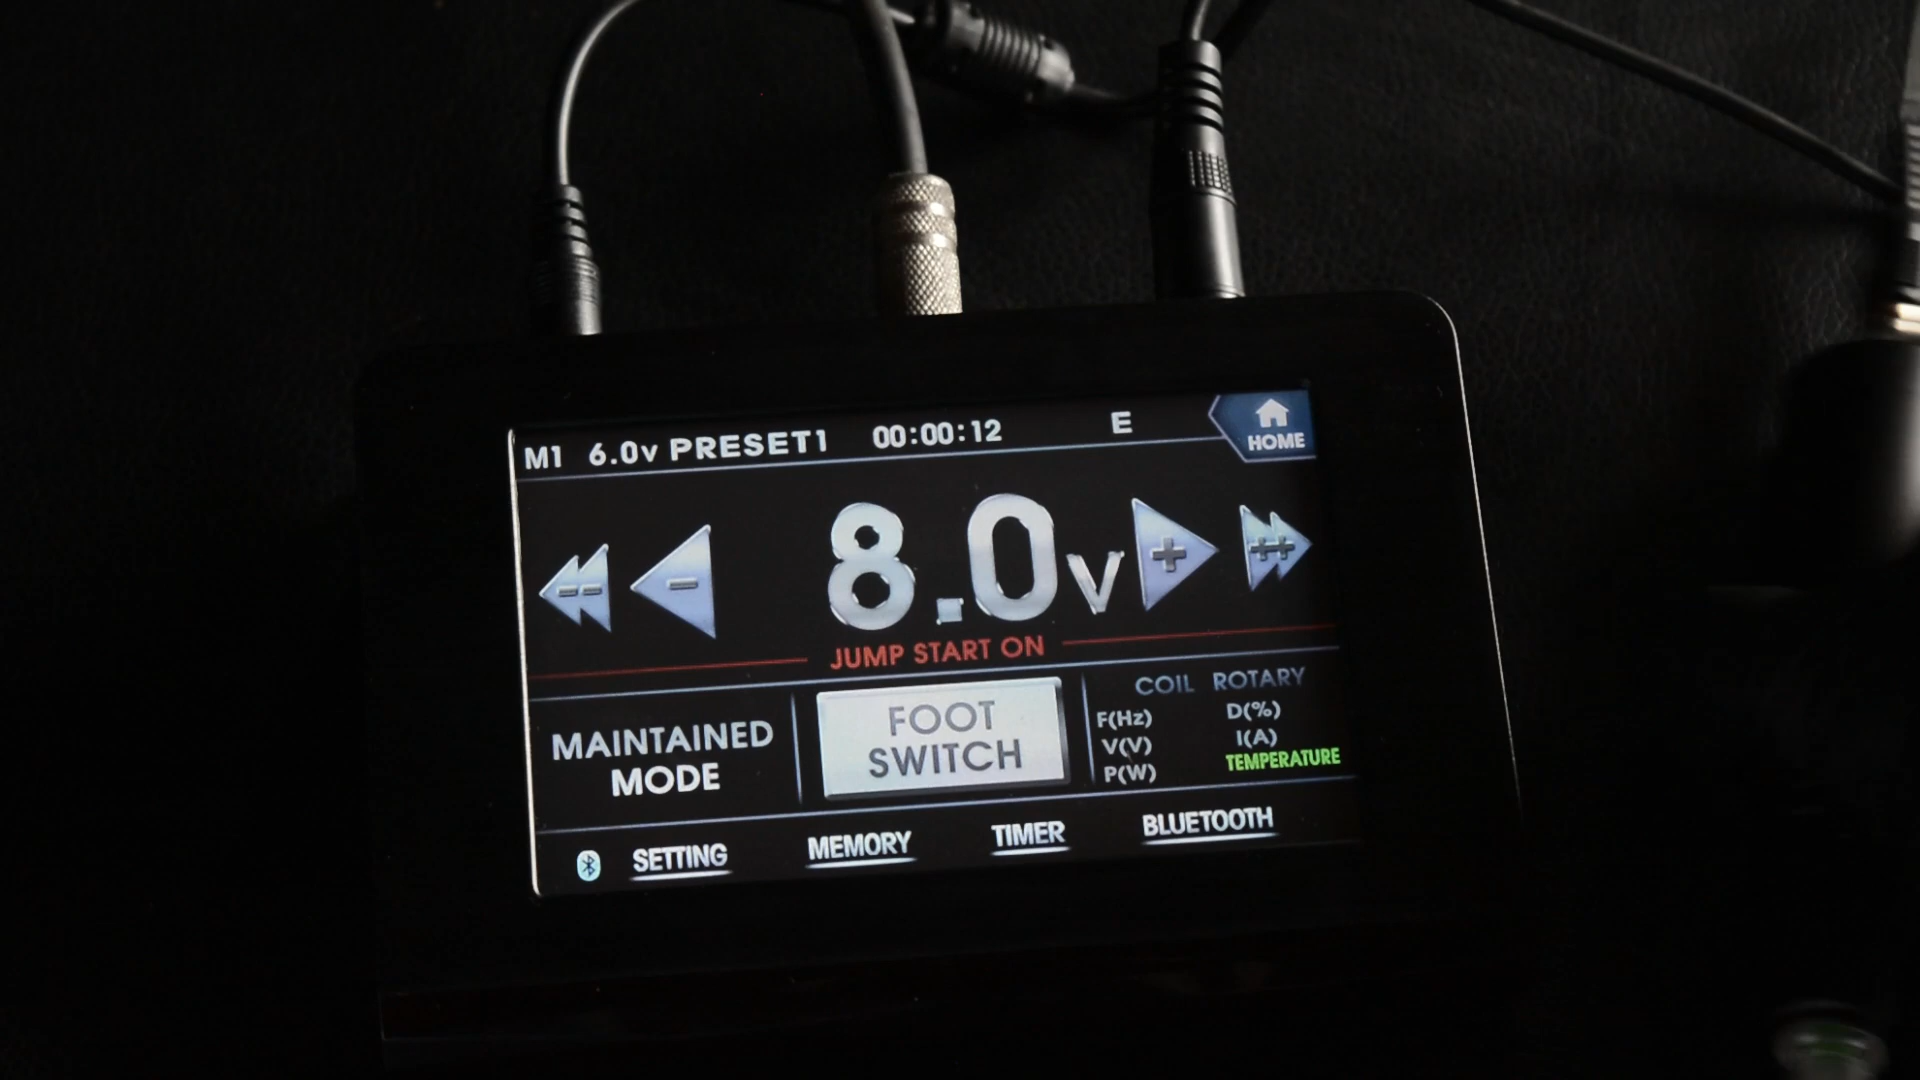 M1 6.0v PRESET1 00:00:12 E HOME
-- - 8.0v + ++
JUMP START ON
MAINTAINED
MODE
FOOT
SWITCH
COIL ROTARY
F(Hz) D(%)
V(V) I(A)
P(W) TEMPERATURE
SETTING MEMORY TIMER BLUETOOTH